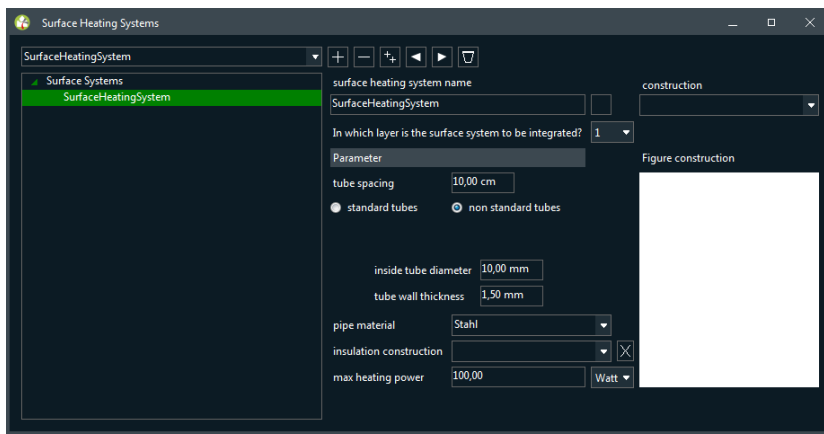 Surface Heating Systems
SurfaceHeatingSystem
Surface Systems
SurfaceHeatingSystem
surface heating system name
SurfaceHeatingSystem
construction
In which layer is the surface system to be integrated? 1
Parameter
Figure construction
tube spacing 10,00 cm
standard tubes non standard tubes
inside tube diameter 10,00 mm
tube wall thickness 1,50 mm
pipe material Stahl
insulation construction
max heating power 100,00 Watt